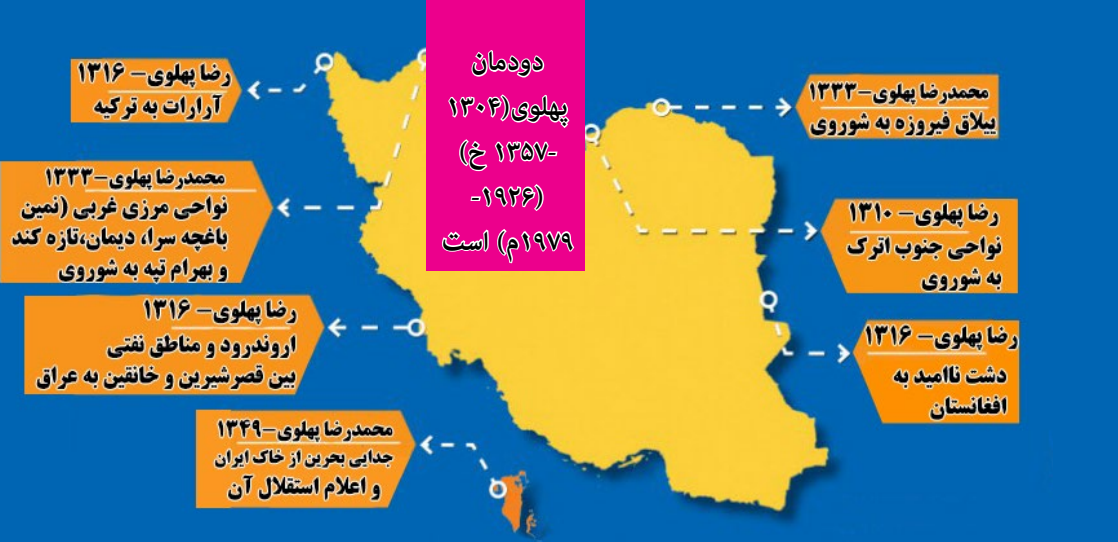 دودمان
پهلوی(۱۳۰۴
-۱۳۵۷ خ)
(۱۹۲۶-
۱۹۷۹م) است
محمدرضا پهلوی-۱۳۳۳
ییلاق فیروزه به شوروی
رضا پهلوی- ۱۳۱۰
نواحی جنوب اترک
به شوروی
رضا پهلوی- ۱۳۱۶
دشت ناامید به
افغانستان
رضا پهلوی- ۱۳۱۶
آرارات به ترکیه
محمدرضا پهلوی-۱۳۳۳
نواحی مرزی غربی (نمین
باغچه سرا، دیمان،تازه کند
و بهرام تپه به شوروی
رضا پهلوی- ۱۳۱۶
اروندرود و مناطق نفتی
بین قصرشیرین و خانقین به عراق
محمدرضا پهلوی-۱۳۴۹
جدایی بحرین از خاک ایران
و اعلام استقلال آن